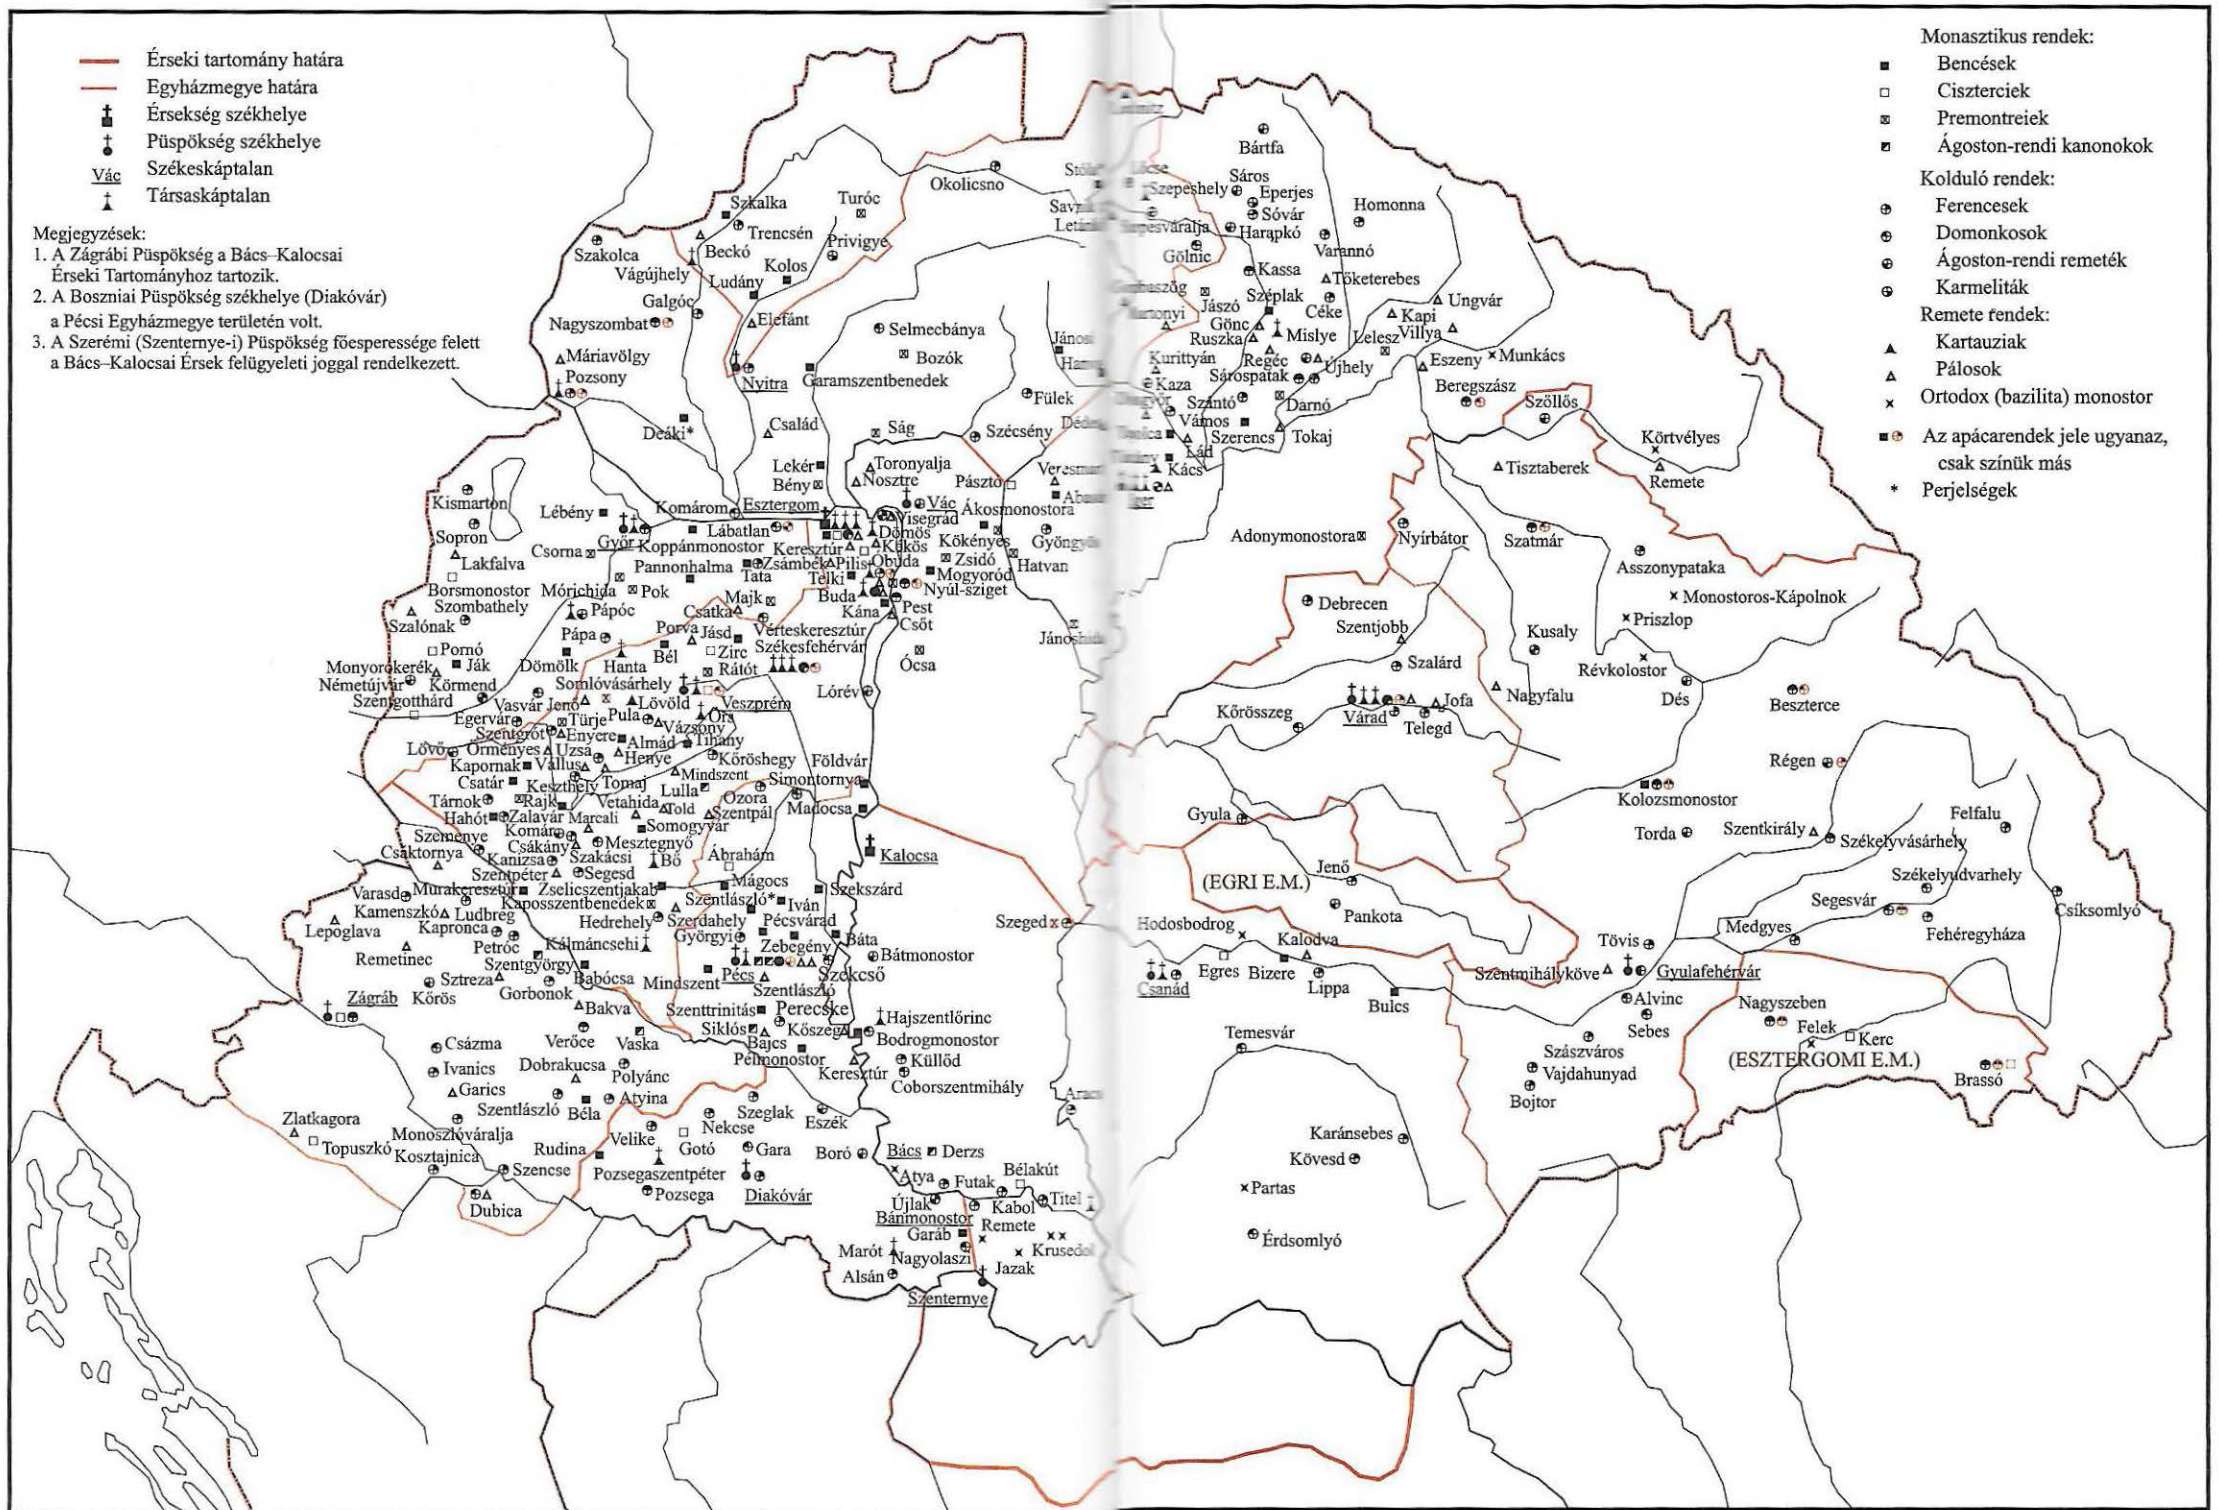 Érseki tartomány határa
Egyházmegye határa
Érsekség székhelye
Püspökség székhelye
Vác Székeskáptalan
Társaskáptalan
Megjegyzések:
1. A Zágrábi Püspökség a Bács–Kalocsai
Érseki Tartományhoz tartozik.
2. A Boszniai Püspökség székhelye (Diakóvár)
a Pécsi Egyházmegye területén volt.
3. A Szerémi (Szenternye-i) Püspökség főesperessége felett
a Bács–Kalocsai Érsek felügyeleti joggal rendelkezett.
Monasztikus rendek:
Bencések
Ciszterciek
Premontreiek
Ágoston-rendi kanonokok
Kolduló rendek:
Ferencesek
Domonkosok
Ágoston-rendi remeték
Karmeliták
Remete rendek:
Kartauziak
Pálosok
Ortodox (bazilita) monostor
Az apácarendek jele ugyanaz,
csak színük más
* Perjelségek
Okolicsno
Szkalka
Turóc
Trencsén
Szakolca
Beckó
Privigye
Vágújhely
Kolos
Ludány
Galgóc
Nagyszombat
Elefánt
Selmecbánya
Bozók
Máriavölgy
Pozsony
Nyitra
Garamszentbenedek
Fülek
Deáki*
Család
Ság
Szécsény
Lekér
Toronyalja
Bény
Nosztre
Pásztó
Kismarton
Lébény
Komárom
Esztergom
Vác
Ákosmonostora
Sopron
Győr
Lábatlan
Visegrád
Dömös
Gyöngyös
Csorna
Koppánmonostor
Keresztúr
Kékös
Kökényes
Lakfalva
Pannonhalma
Tata
Zsámbék
Pilis
Óbuda
Zsidó
Hatvan
Borsmonostor
Mórichida
Pok
Telki
Mogyoród
Nyúl-sziget
Szombathely
Pápóc
Majk
Buda
Pest
Csatka
Kána
Csőt
Szalónak
Pápa
Porva
Jásd
Vérteskeresztúr
Székesfehérvár
Pornó
Ják
Dömölk
Hanta
Bél
Zirc
Rátót
Ócsa
Monyorókerék
Németújvár
Körmend
Somlóvásárhely
Lórév
Szentgotthárd
Vasvár
Jenő
Lövöld
Veszprém
Egervár
Türje
Pula
Vázsony
Őrs
Szentgrót
Enyere
Almád
Tihany
Lövő
Örményes
Uzsa
Henye
Kőröshegy
Földvár
Kapornak
Vállus
Mindszent
Simontornya
Csatár
Keszthely
Tomaj
Lulla
Ozora
Tárnok
Rajk
Vetahida
Told
Szentpál
Madocsa
Hahót
Zalavár
Marcali
Somogyvár
Szemenye
Komár
Csákány
Mesztegnyő
Csáktornya
Kanizsa
Szakácsi
Bő
Ábrahám
Kalocsa
Szentpéter
Segesd
Varasd
Murakeresztúr
Zselicszentjakab
Mágocs
Szekszárd
Kaposszentbenedek
Szentlászló*
Iván
Kamenszkó
Ludbreg
Hedrehely
Szerdahely
Pécsvárad
Lepoglava
Kapronca
Györgyi
Remetinec
Petróc
Kálmáncsehi
Zebegény
Báta
Szentgyörgy
Pécs
Szekcső
Bátmonostor
Sztreza
Kőrös
Gorbonok
Babócsa
Mindszent
Szentlászló
Zágráb
Bakva
Szenttrinitás
Perecske
Hajszentlőrinc
Siklós
Kőszeg
Csázma
Verőce
Vaska
Bajcs
Bodrogmonostor
Ivanics
Dobrakucsa
Polyánc
Pélmonostor
Küllőd
Keresztúr
Coborszentmihály
Garics
Szentlászló
Béla
Atyina
Szeglak
Zlatkagora
Topuszkó
Monoszlóváralja
Kosztajnica
Velike
Nekcse
Eszék
Rudina
Gotó
Gara
Boró
Bács
Derzs
Szencse
Pozsegaszentpéter
Atya
Futak
Bélakút
Dubica
Pozsega
Diakóvár
Újlak
Kabol
Titel
Bánmonostor
Remete
Garáb
Marót
Nagyolaszi
Alsán
Jazak
Szenternye
Szeged
Bártfa
Sáros
Szepeshely
Eperjes
Sóvár
Homonna
Harapkó
Varannó
Gölnic
Kassa
Tőketerebes
Jászó
Széplak
Céke
Ungvár
Gönc
Kapi
Mislye
Ruszka
Lelesz
Villya
Kurittyán
Regéc
Újhely
Eszeny
Munkács
Kaza
Sárospatak
Beregszász
Szántó
Darnó
Szőllős
Vámos
Szerencs
Tokaj
Lád
Kács
Körtvélyes
Tisztaberek
Remete
Adonymonostora
Nyírbátor
Szatmár
Asszonypataka
Debrecen
Monostoros-Kápolnok
Szentjobb
Priszlop
Kusaly
Szalárd
Révkolostor
Nagyfalu
Dés
Beszterce
Jofa
Kőrösszeg
Várad
Telegd
Régen
Kolozsmonostor
Gyula
Torda
Szentkirály
Felfalu
Székelyvásárhely
Jenő
(EGRI E.M.)
Székelyudvarhely
Segesvár
Pankota
Csíksomlyó
Hodosbodrog
Medgyes
Fehéregyháza
Kalodva
Tövis
Csanád
Egres
Bizere
Szentmihályköve
Gyulafehérvár
Lippa
Bulcs
Alvinc
Nagyszeben
Sebes
Felek
Kerc
Temesvár
Szászváros
(ESZTERGOMI E.M.)
Vajdahunyad
Brassó
Bojtor
Karánsebes
Kövesd
Partas
Érdsomlyó